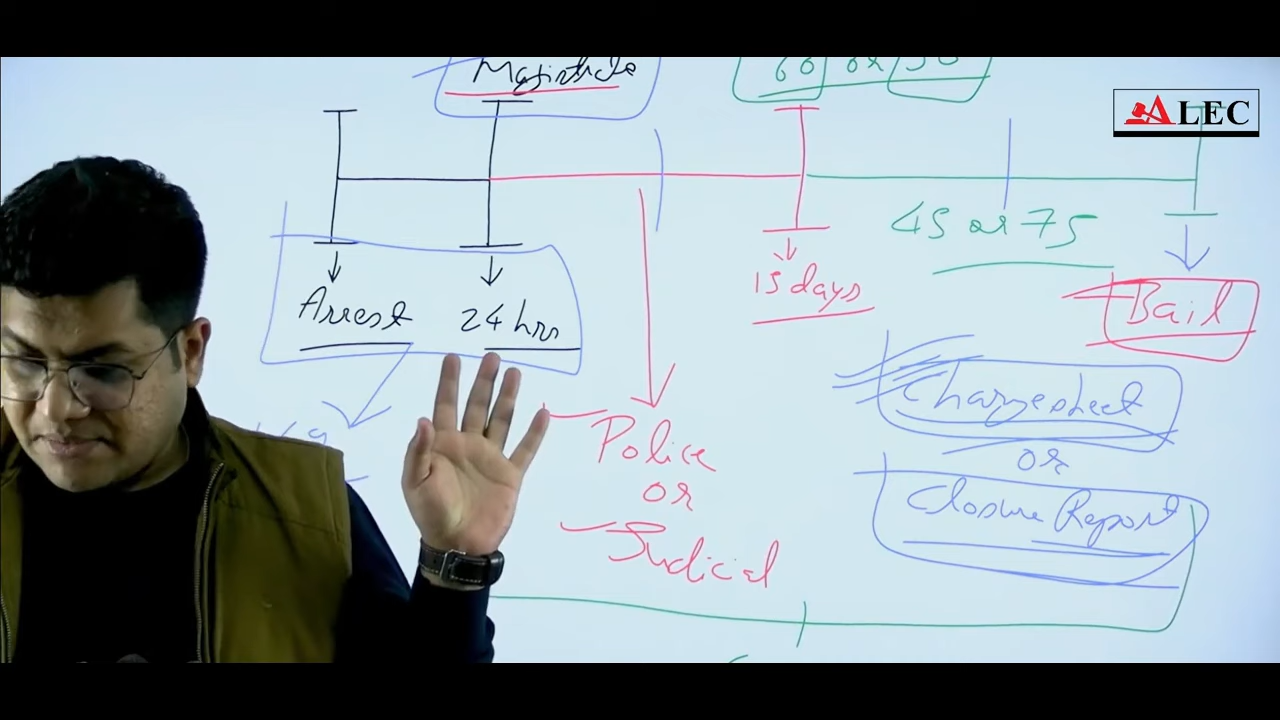 Magistrate
60 or 90
ALEC
45 or 75
15 days
Bail
Arrest 24 hrs
Chargesheet
Police
or
or
Closure Report
Judicial